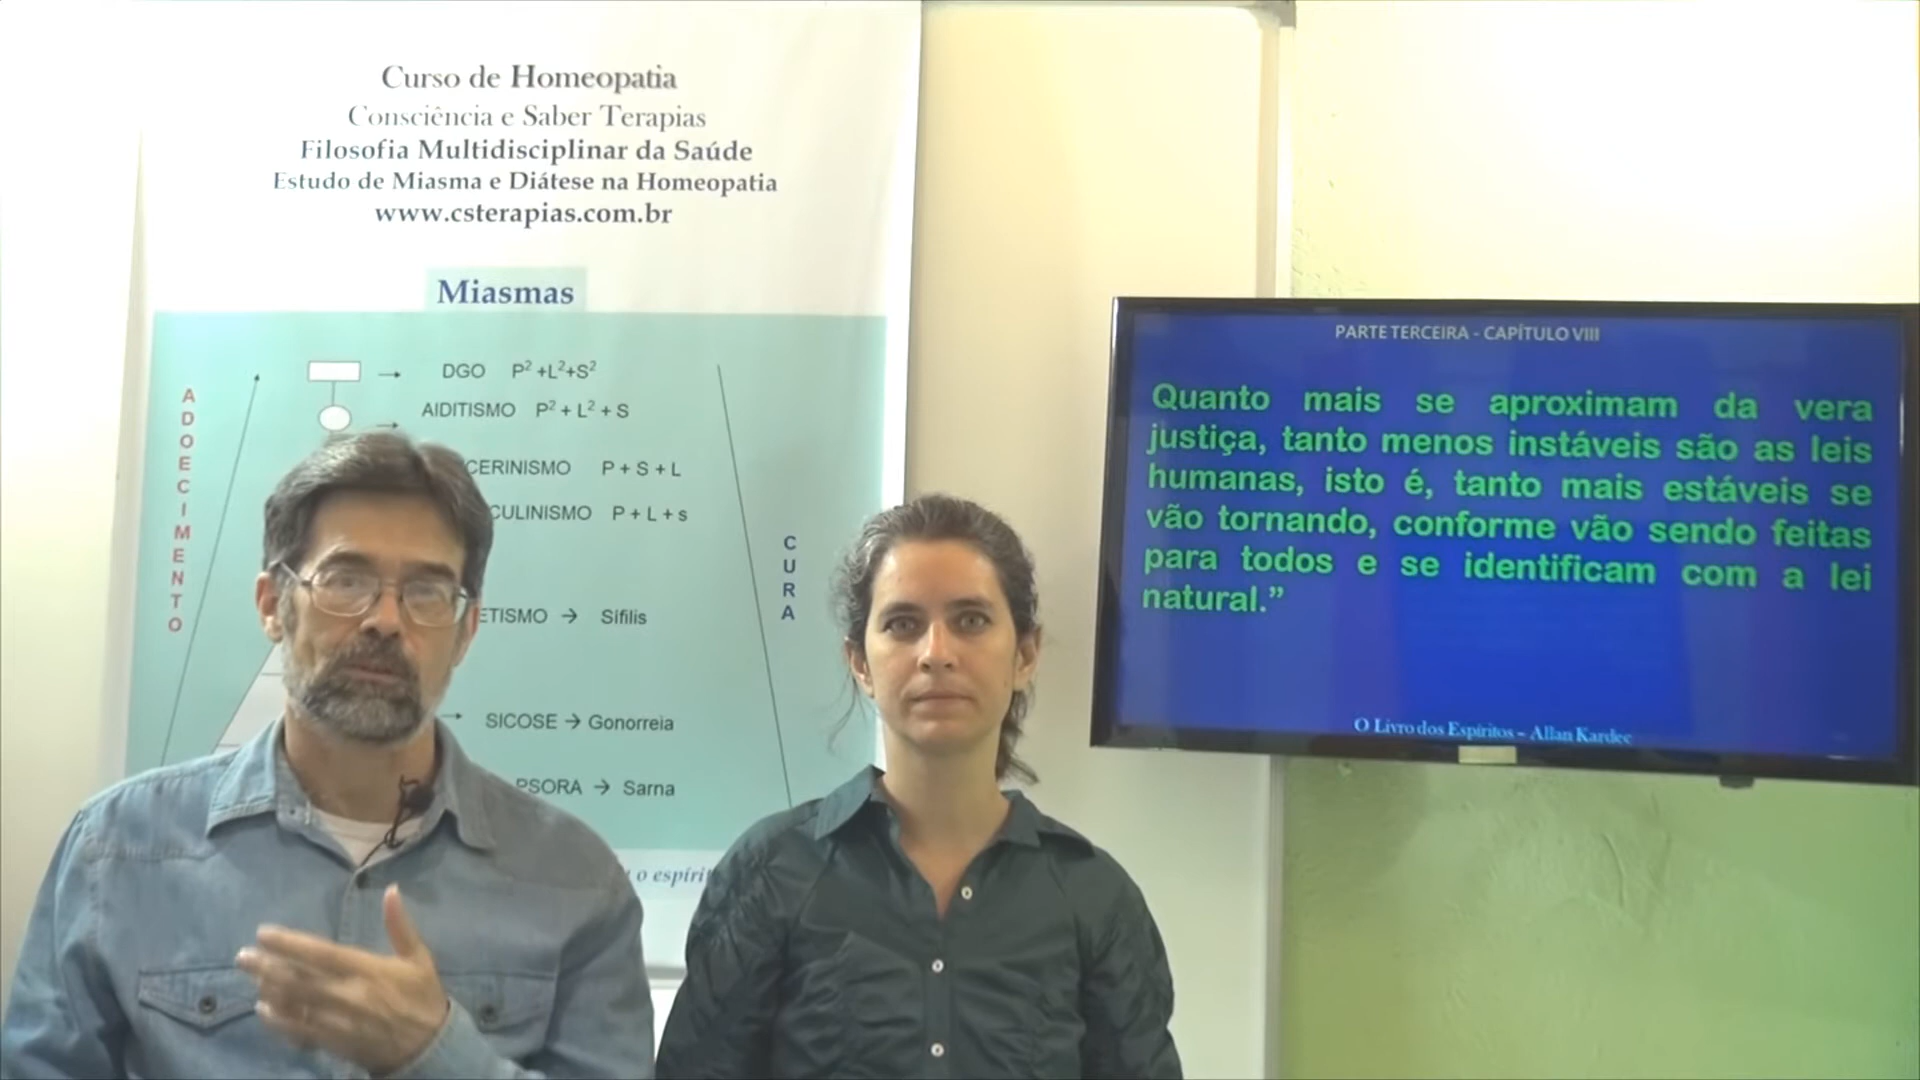 Curso de Homeopatia
Consciência e Saber Terapias
Filosofia Multidisciplinar da Saúde
Estudo de Miasma e Diátese na Homeopatia
www.csterapias.com.br
Miasmas
ADOECIMENTO
DGO P²+L²+S²
AIDITISMO P² + L² + S
CERINISMO P + S + L
CULINISMO P + L + s
ETISMO → Sífilis
SICOSE → Gonorreia
PSORA → Sarna
CURA
o espírit
PARTE TERCEIRA - CAPÍTULO VIII
Quanto mais se aproximam da vera
justiça, tanto menos instáveis são as leis
humanas, isto é, tanto mais estáveis se
vão tornando, conforme vão sendo feitas
para todos e se identificam com a lei
natural.”
O Livro dos Espíritos – Allan Kardec